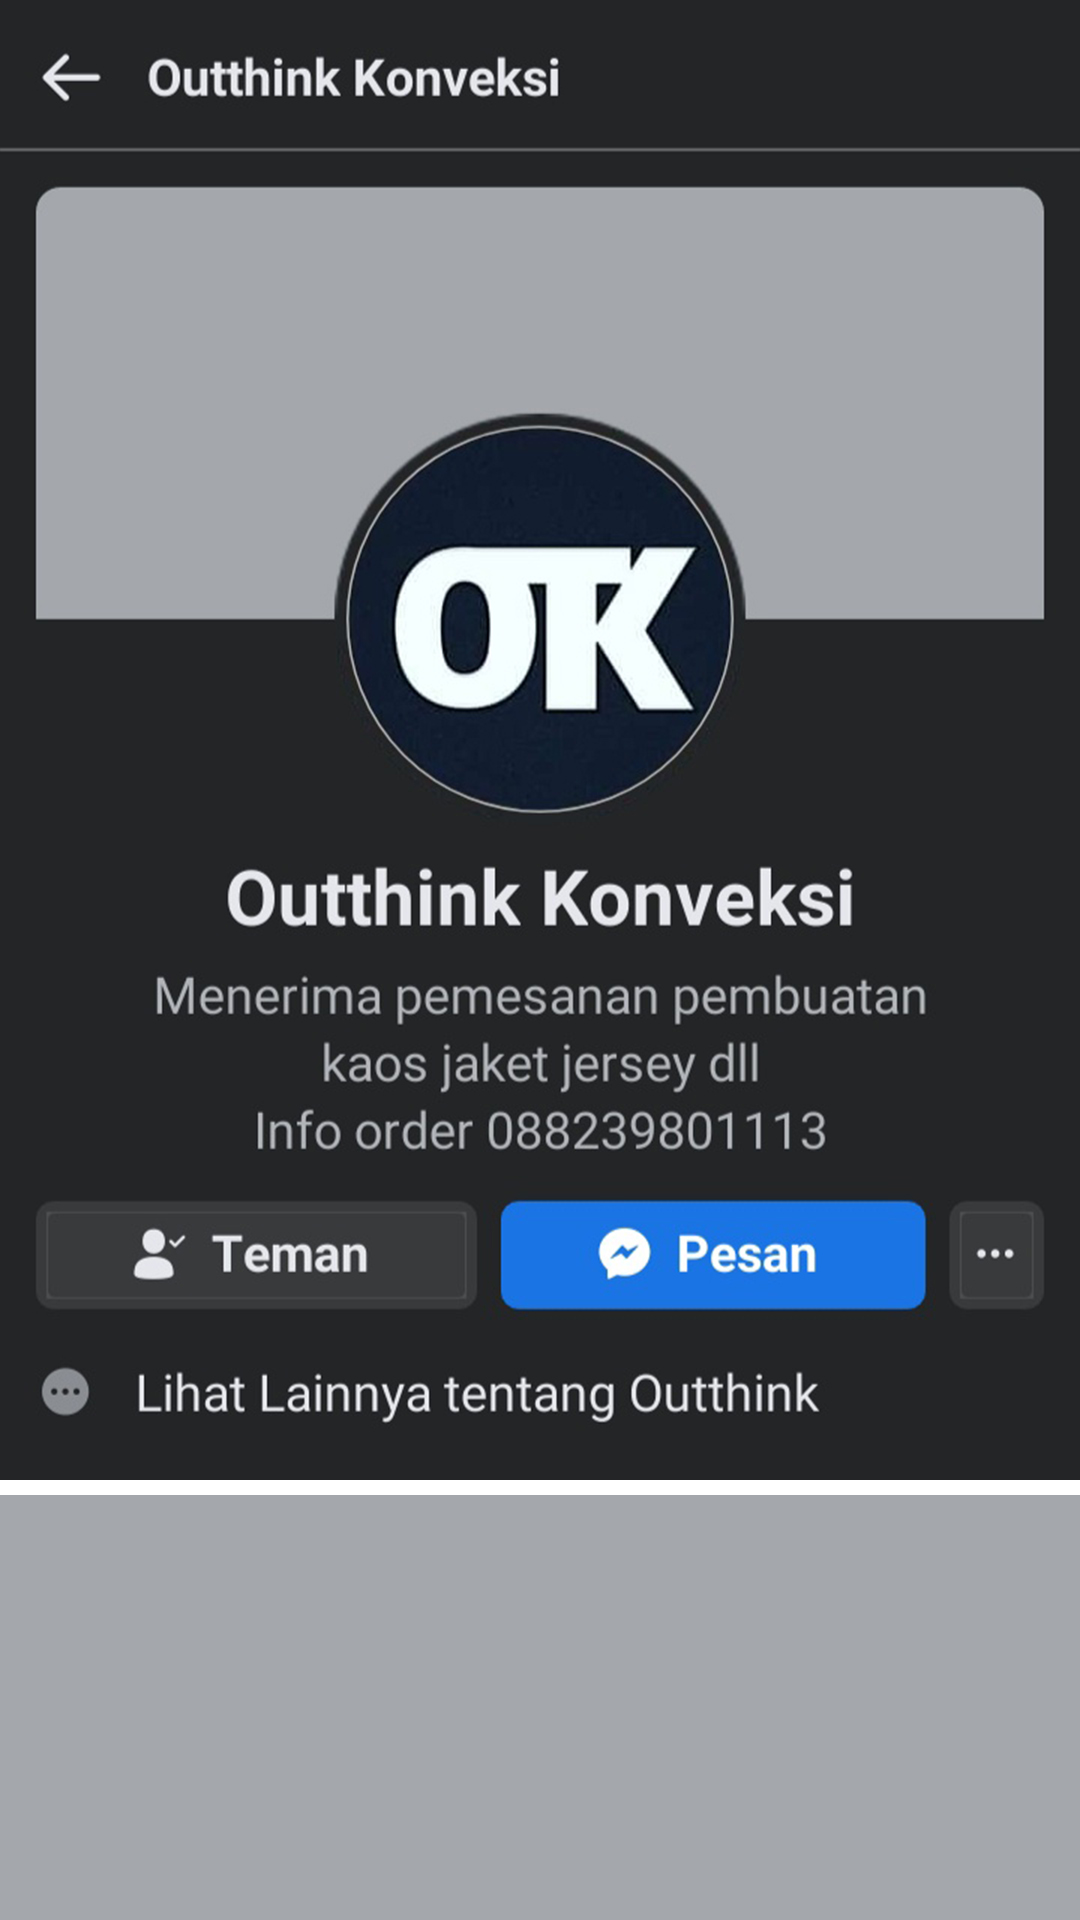 Outthink Konveksi
OTK
Outthink Konveksi
Menerima pemesanan pembuatan
kaos jaket jersey dll
Info order 088239801113
Teman
Pesan
Lihat Lainnya tentang Outthink